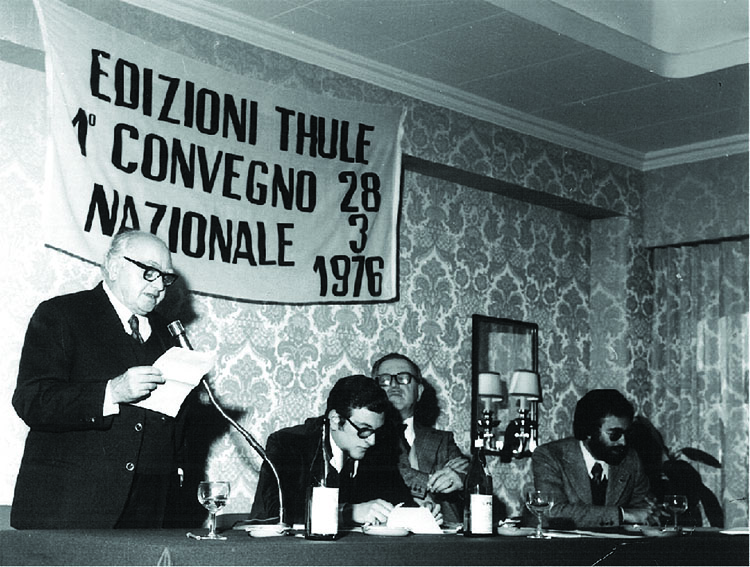 EDIZIONI THULE
1° CONVEGNO 28
NAZIONALE 3
1976